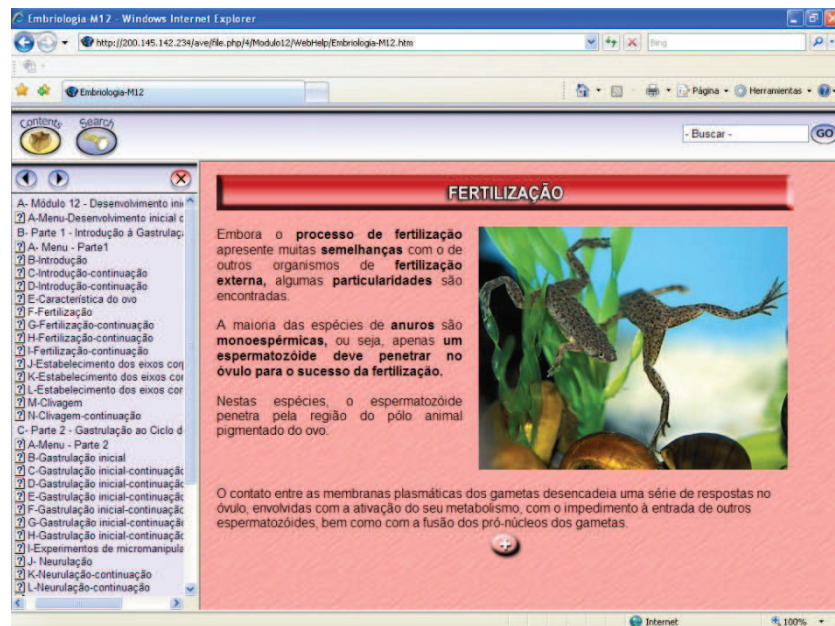 Embriologia-M12 - Windows Internet Explorer
http://200.145.142.234/ave/file.php/4/Modulo12/WebHelp/Embriologia-M12.htm
Bing
Embriologia-M12
Página
Herramientas
Contents
Search
- Buscar -
GO
A- Módulo 12 - Desenvolvimento ini
A-Menu-Desenvolvimento inicial c
B- Parte 1 - Introdução à Gastrulaç
A- Menu - Parte1
B-Introdução
C-Introdução-continuação
D-Introdução-continuação
E-Característica do ovo
F-Fertilização
G-Fertilização-continuação
H-Fertilização-continuação
I-Fertilização-continuação
J-Estabelecimento dos eixos corp
K-Estabelecimento dos eixos cor
L-Estabelecimento dos eixos cor
M-Clivagem
N-Clivagem-continuação
C- Parte 2 - Gastrulação ao Ciclo d
A-Menu - Parte 2
B-Gastrulação inicial
C-Gastrulação inicial-continuaçã
D-Gastrulação inicial-continuaçã
E-Gastrulação inicial-continuaçã
F-Gastrulação inicial-continuaçã
G-Gastrulação inicial-continuaçã
H-Gastrulação inicial-continuaçã
I-Experimentos de micromanipula
J- Neurulação
K-Neurulação-continuação
L-Neurulação-continuação
FERTILIZAÇÃO
Embora o processo de fertilização
apresente muitas semelhanças com o de
outros organismos de fertilização
externa, algumas particularidades são
encontradas.
A maioria das espécies de anuros são
monoespérmicas, ou seja, apenas um
espermatozóide deve penetrar no
óvulo para o sucesso da fertilização.
Nestas espécies, o espermatozóide
penetra pela região do pólo animal
pigmentado do ovo.
O contato entre as membranas plasmáticas dos gametas desencadeia uma série de respostas no
óvulo, envolvidas com a ativação do seu metabolismo, com o impedimento à entrada de outros
espermatozóides, bem como com a fusão dos pró-núcleos dos gametas.
Internet
100%